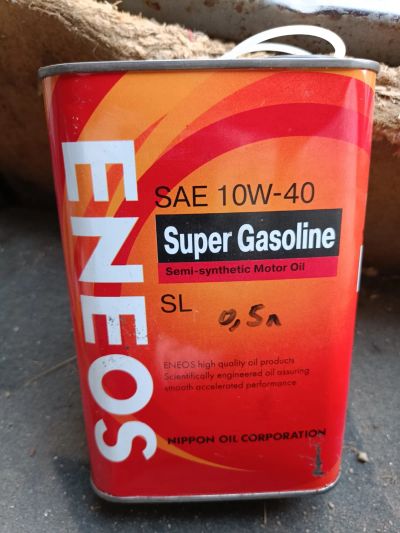 ENEOS
SAE 10W-40
Super Gasoline
Semi-synthetic Motor Oil
SL
0,5л
ENEOS high quality oil products
Scientifically engineered oil assuring
smooth accelerated performance
NIPPON OIL CORPORATION